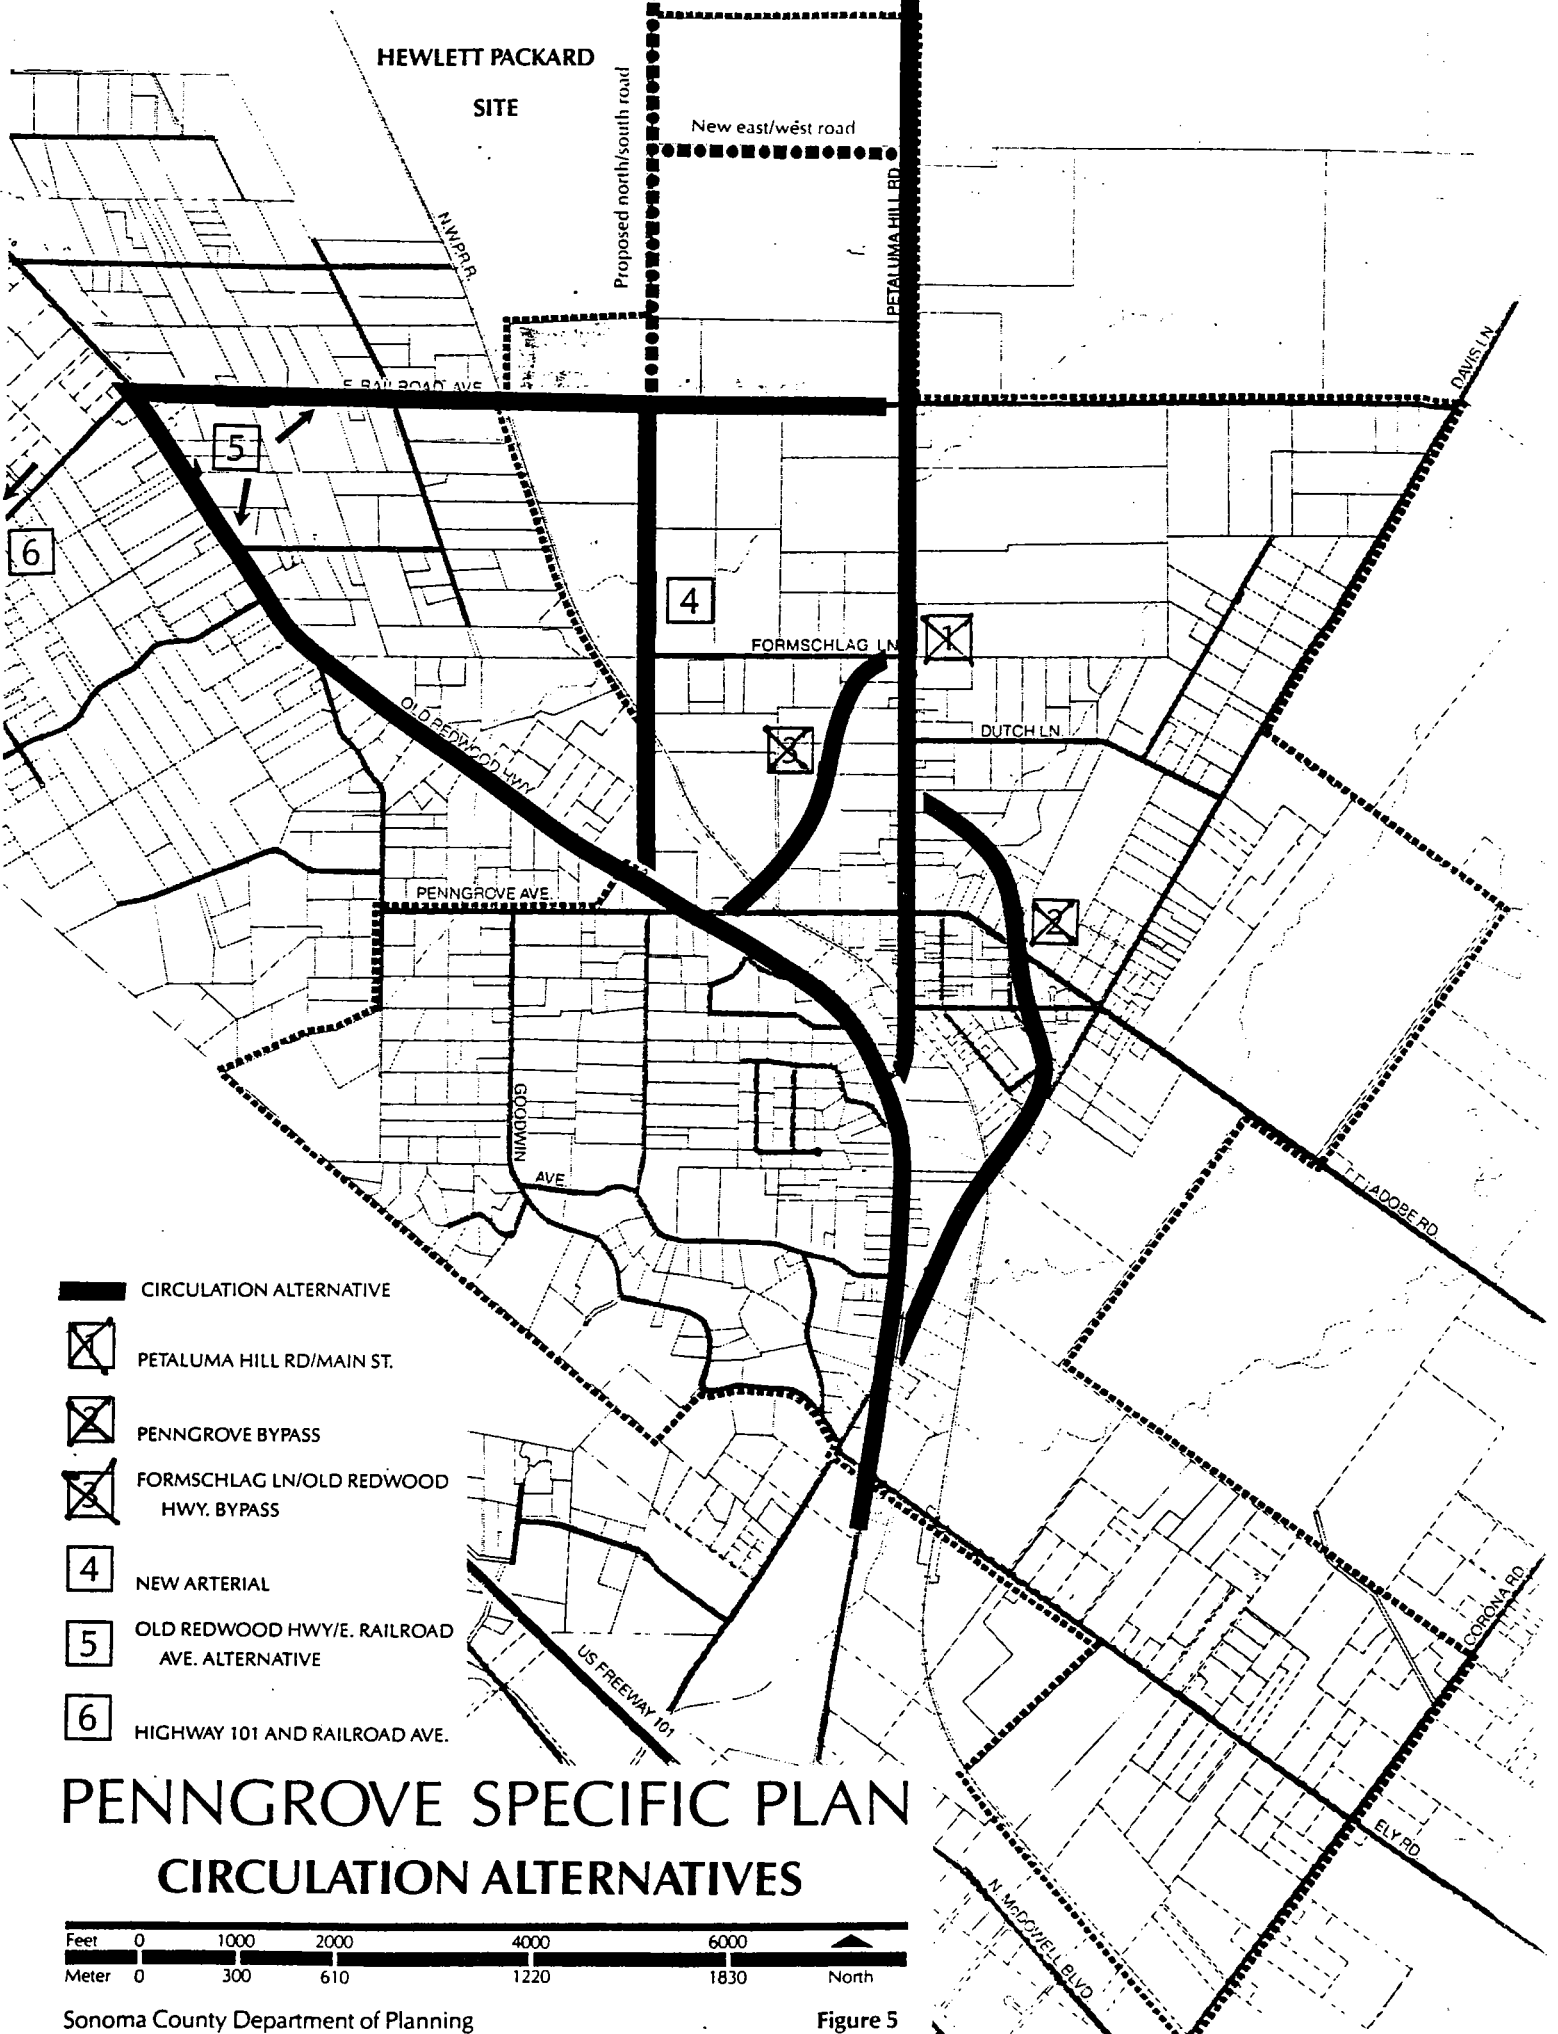 HEWLETT PACKARD
SITE
Proposed north/south road
New east/west road
PETALUMA HILL RD.
N.W.P.R.R.
DAVIS LN.
E. RAILROAD AVE.
5
6
4
1
FORMSCHLAG LN.
3
DUTCH LN.
OLD REDWOOD HWY.
PENNGROVE AVE.
2
GOODWIN
AVE.
ADOBE RD.
CIRCULATION ALTERNATIVE
1
PETALUMA HILL RD/MAIN ST.
2
PENNGROVE BYPASS
3
FORMSCHLAG LN/OLD REDWOOD
HWY. BYPASS
4
NEW ARTERIAL
5
OLD REDWOOD HWY/E. RAILROAD
AVE. ALTERNATIVE
6
HIGHWAY 101 AND RAILROAD AVE.
US FREEWAY 101
CORONA RD.
ELY RD.
N. McDOWELL BLVD.
PENNGROVE SPECIFIC PLAN
CIRCULATION ALTERNATIVES
Feet 0 1000 2000 4000 6000
Meter 0 300 610 1220 1830 North
Sonoma County Department of Planning
Figure 5